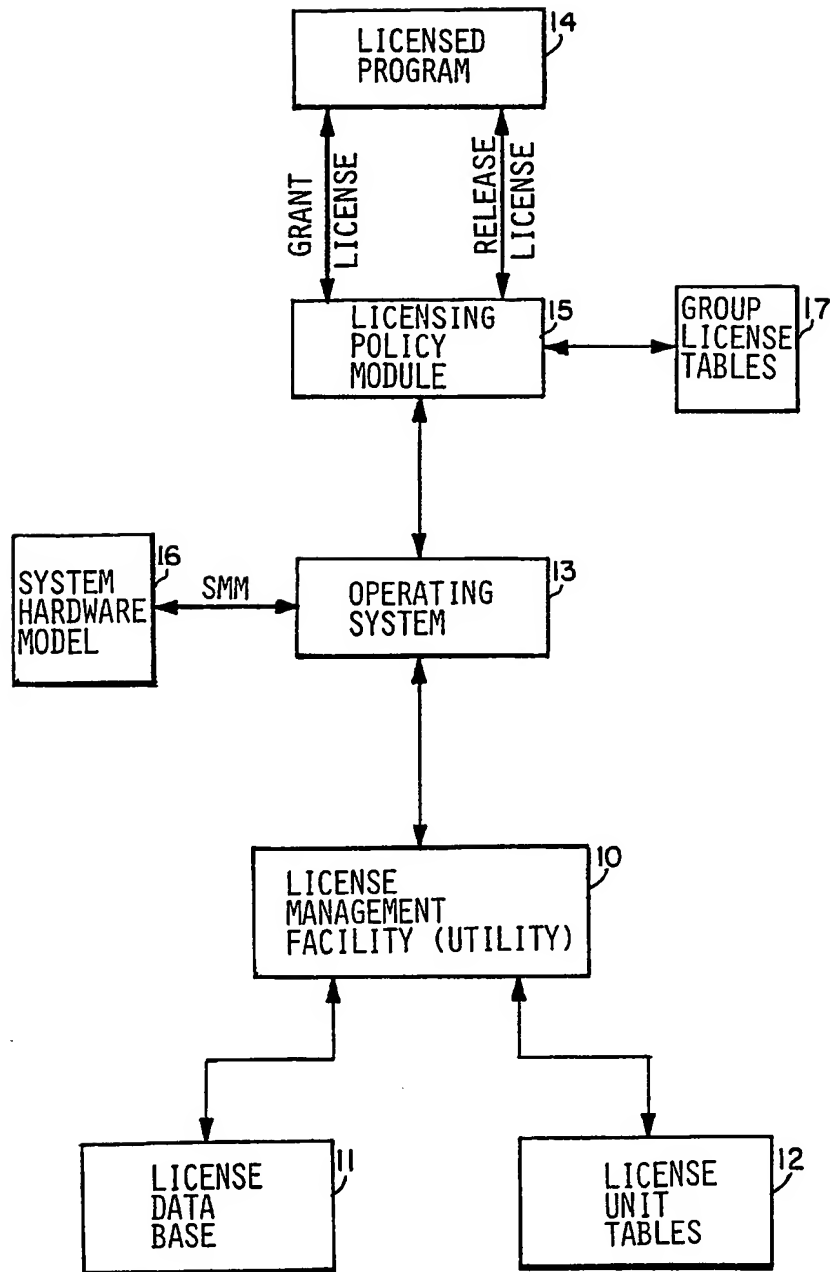 14
LICENSED
PROGRAM
GRANT
LICENSE
RELEASE
LICENSE
LICENSING
POLICY
MODULE
15
GROUP
LICENSE
TABLES
17
SYSTEM
HARDWARE
MODEL
16
SMM
OPERATING
SYSTEM
13
LICENSE
MANAGEMENT
FACILITY (UTILITY)
10
LICENSE
DATA
BASE
11
LICENSE
UNIT
TABLES
12